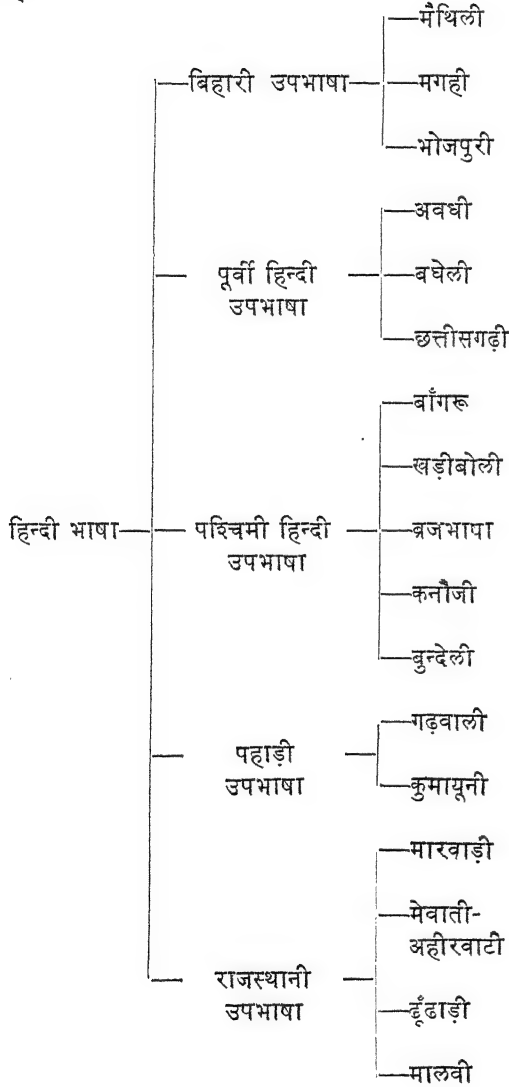 मैथिली
बिहारी उपभाषा
मगही
भोजपुरी
अवधी
पूर्वी हिन्दी
उपभाषा
बघेली
छत्तीसगढ़ी
बाँगरू
खड़ीबोली
हिन्दी भाषा
पश्चिमी हिन्दी
उपभाषा
ब्रजभाषा
कनौजी
बुन्देली
गढ़वाली
पहाड़ी
उपभाषा
कुमायूनी
मारवाड़ी
मेवाती-
अहीरवाटी
राजस्थानी
उपभाषा
ढूँढाड़ी
मालवी